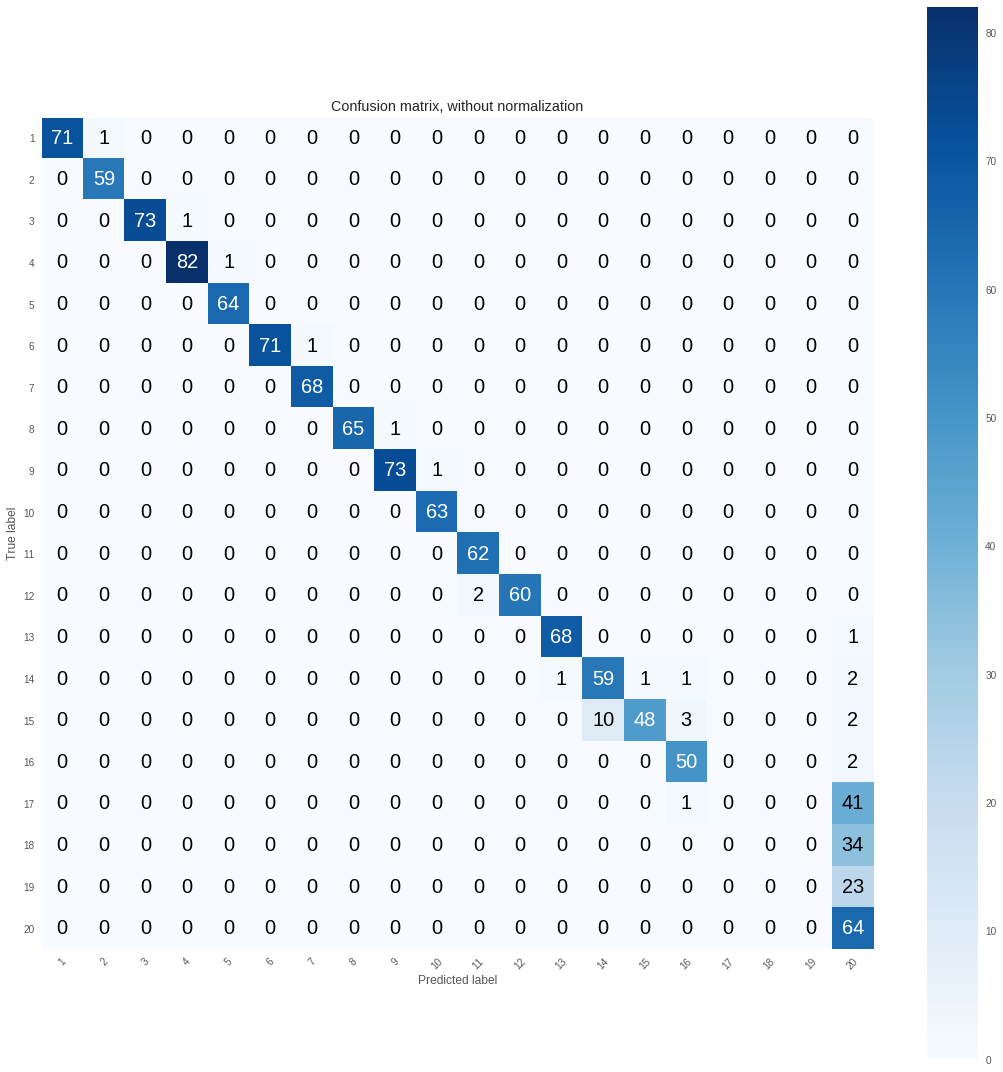 Confusion matrix, without normalization
1 71 1 0 0 0 0 0 0 0 0 0 0 0 0 0 0 0 0 0 0
2 0 59 0 0 0 0 0 0 0 0 0 0 0 0 0 0 0 0 0 0
3 0 0 73 1 0 0 0 0 0 0 0 0 0 0 0 0 0 0 0 0
4 0 0 0 82 1 0 0 0 0 0 0 0 0 0 0 0 0 0 0 0
5 0 0 0 0 64 0 0 0 0 0 0 0 0 0 0 0 0 0 0 0
6 0 0 0 0 0 71 1 0 0 0 0 0 0 0 0 0 0 0 0 0
7 0 0 0 0 0 0 68 0 0 0 0 0 0 0 0 0 0 0 0 0
8 0 0 0 0 0 0 0 65 1 0 0 0 0 0 0 0 0 0 0 0
9 0 0 0 0 0 0 0 0 73 1 0 0 0 0 0 0 0 0 0 0
10 0 0 0 0 0 0 0 0 0 63 0 0 0 0 0 0 0 0 0 0
11 0 0 0 0 0 0 0 0 0 0 62 0 0 0 0 0 0 0 0 0
12 0 0 0 0 0 0 0 0 0 0 2 60 0 0 0 0 0 0 0 0
13 0 0 0 0 0 0 0 0 0 0 0 0 68 0 0 0 0 0 0 1
14 0 0 0 0 0 0 0 0 0 0 0 0 1 59 1 1 0 0 0 2
15 0 0 0 0 0 0 0 0 0 0 0 0 0 10 48 3 0 0 0 2
16 0 0 0 0 0 0 0 0 0 0 0 0 0 0 0 50 0 0 0 2
17 0 0 0 0 0 0 0 0 0 0 0 0 0 0 0 1 0 0 0 41
18 0 0 0 0 0 0 0 0 0 0 0 0 0 0 0 0 0 0 0 34
19 0 0 0 0 0 0 0 0 0 0 0 0 0 0 0 0 0 0 0 23
20 0 0 0 0 0 0 0 0 0 0 0 0 0 0 0 0 0 0 0 64
1 2 3 4 5 6 7 8 9 10 11 12 13 14 15 16 17 18 19 20
Predicted label
True label
80
70
60
50
40
30
20
10
0